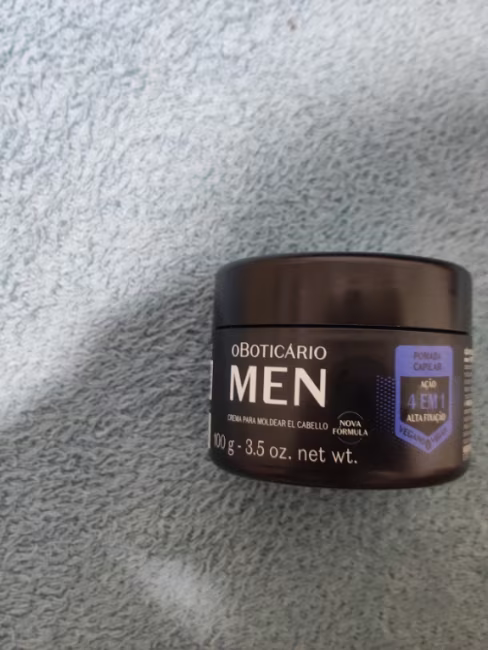 oBOTICÁRIO
MEN
CREMA PARA MOLDEAR EL CABELLO
NOVA
FÓRMULA
100 g - 3.5 oz. net wt.
POMADA
CAPILAR
AÇÃO
4 EM 1
ALTA FIXAÇÃO
VEGANO